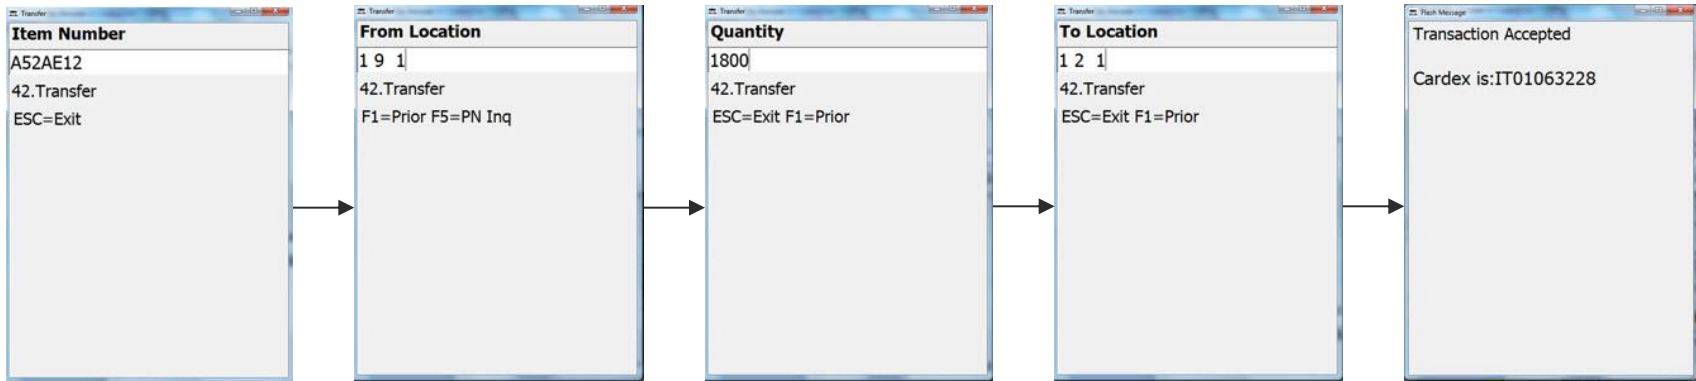 Transfer
Item Number
A52AE12
42.Transfer
ESC=Exit
Transfer
From Location
1 9  1
42.Transfer
F1=Prior F5=PN Inq
Transfer
Quantity
1800
42.Transfer
ESC=Exit F1=Prior
Transfer
To Location
1 2  1
42.Transfer
ESC=Exit F1=Prior
Flash Message
Transaction Accepted
Cardex is:IT01063228